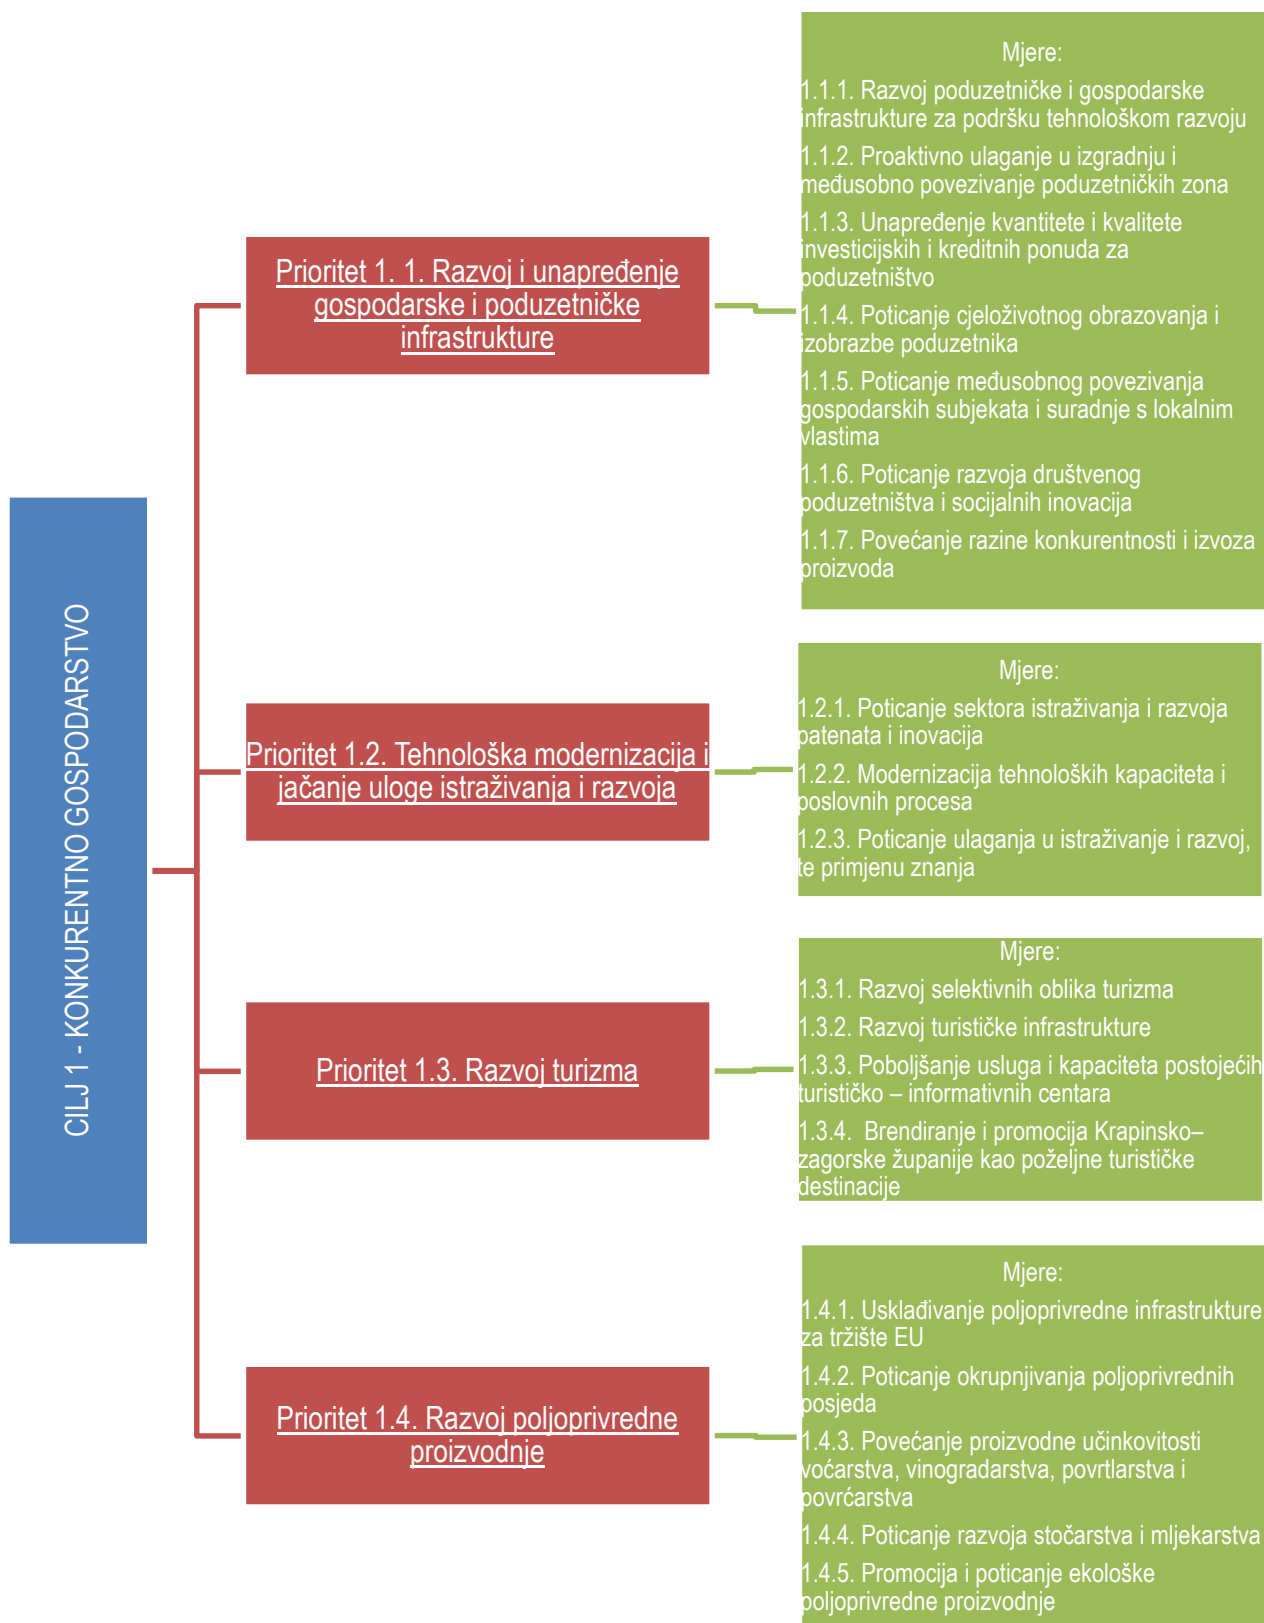 CILJ 1 - KONKURENTNO GOSPODARSTVO
Prioritet 1. 1. Razvoj i unapređenje
gospodarske i poduzetničke
infrastrukture
Mjere:
1.1.1. Razvoj poduzetničke i gospodarske
infrastrukture za podršku tehnološkom razvoju
1.1.2. Proaktivno ulaganje u izgradnju i
međusobno povezivanje poduzetničkih zona
1.1.3. Unapređenje kvantitete i kvalitete
investicijskih i kreditnih ponuda za
poduzetništvo
1.1.4. Poticanje cjeloživotnog obrazovanja i
izobrazbe poduzetnika
1.1.5. Poticanje međusobnog povezivanja
gospodarskih subjekata i suradnje s lokalnim
vlastima
1.1.6. Poticanje razvoja društvenog
poduzetništva i socijalnih inovacija
1.1.7. Povećanje razine konkurentnosti i izvoza
proizvoda
Prioritet 1.2. Tehnološka modernizacija i
jačanje uloge istraživanja i razvoja
Mjere:
1.2.1. Poticanje sektora istraživanja i razvoja
patenata i inovacija
1.2.2. Modernizacija tehnoloških kapaciteta i
poslovnih procesa
1.2.3. Poticanje ulaganja u istraživanje i razvoj,
te primjenu znanja
Prioritet 1.3. Razvoj turizma
Mjere:
1.3.1. Razvoj selektivnih oblika turizma
1.3.2. Razvoj turističke infrastrukture
1.3.3. Poboljšanje usluga i kapaciteta postojećih
turističko – informativnih centara
1.3.4. Brendiranje i promocija Krapinsko–
zagorske županije kao poželjne turističke
destinacije
Prioritet 1.4. Razvoj poljoprivredne
proizvodnje
Mjere:
1.4.1. Usklađivanje poljoprivredne infrastrukture
za tržište EU
1.4.2. Poticanje okrupnjivanja poljoprivrednih
posjeda
1.4.3. Povećanje proizvodne učinkovitosti
voćarstva, vinogradarstva, povrtlarstva i
povrćarstva
1.4.4. Poticanje razvoja stočarstva i mljekarstva
1.4.5. Promocija i poticanje ekološke
poljoprivredne proizvodnje